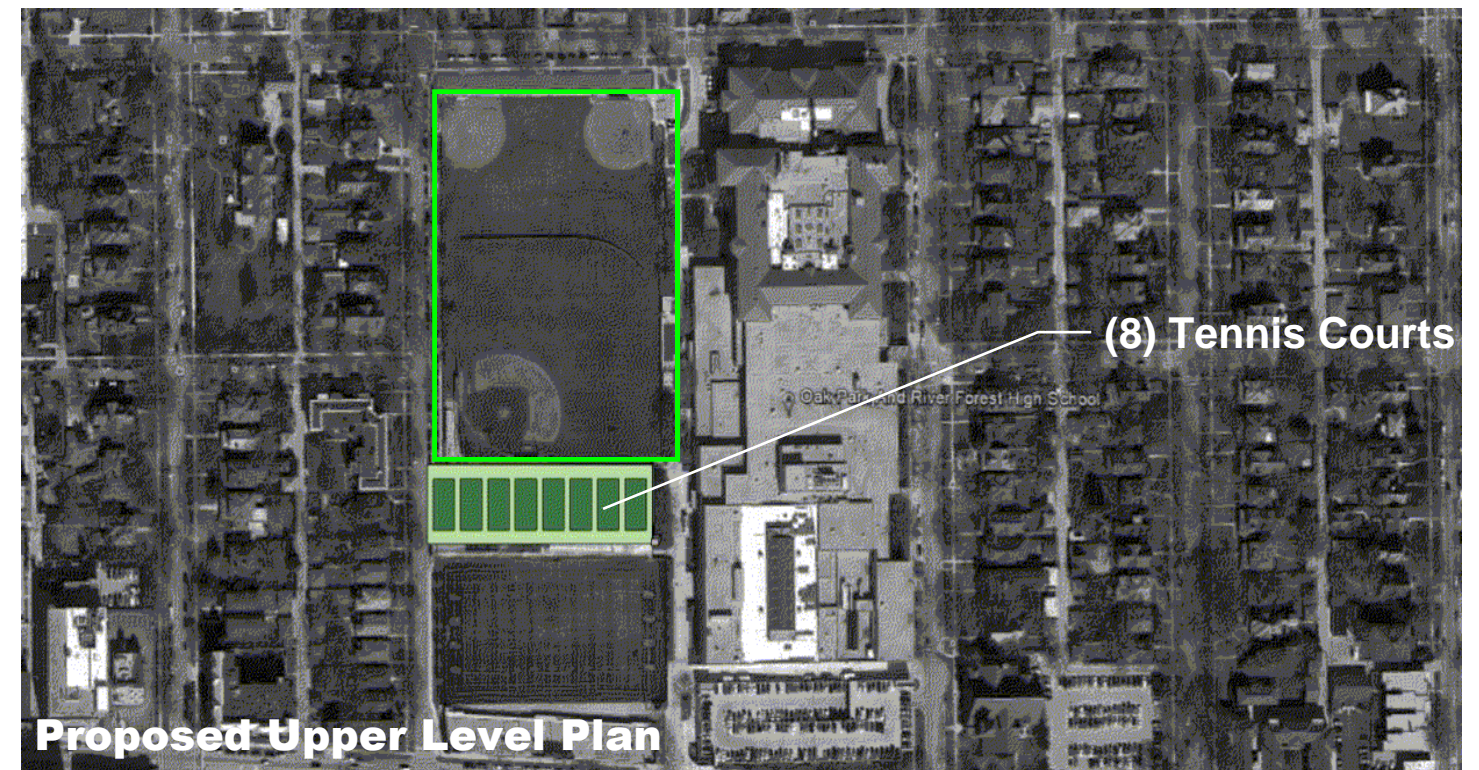 (8) Tennis Courts
Oak Park And River Forest High School
Proposed Upper Level Plan